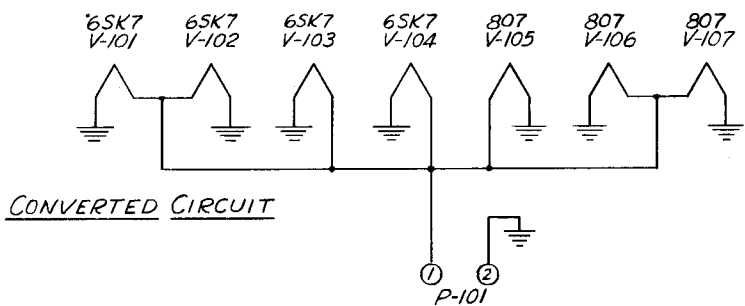 6SK7 6SK7 6SK7 6SK7 807 807 807
V-101 V-102 V-103 V-104 V-105 V-106 V-107
CONVERTED CIRCUIT
1 2
P-101